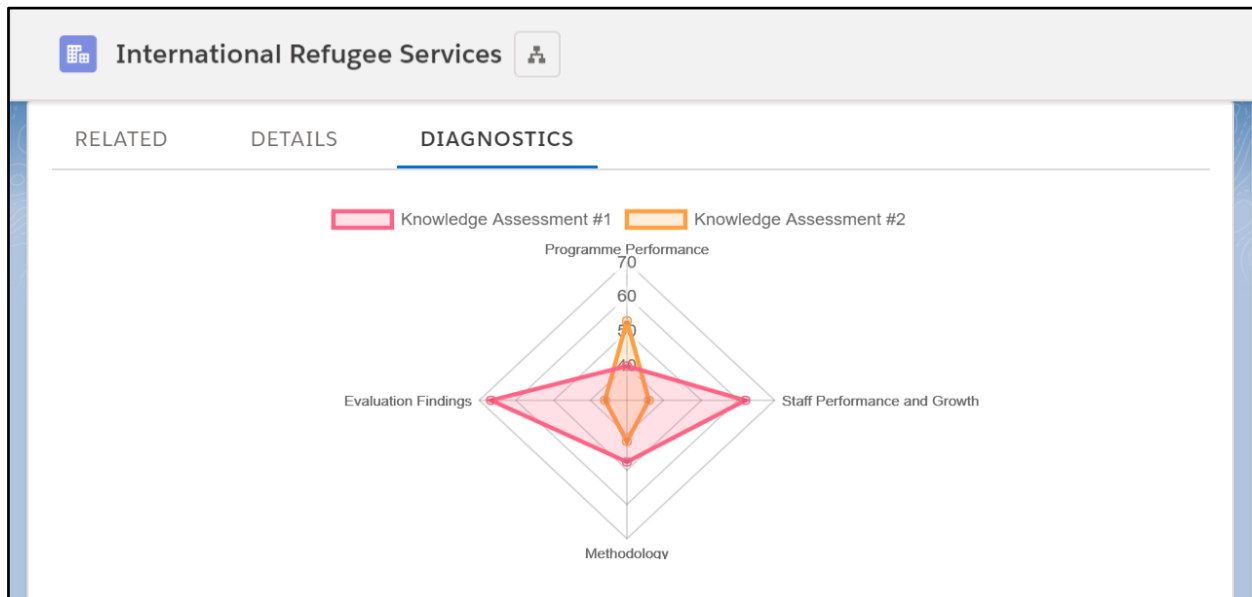 International Refugee Services
RELATED DETAILS DIAGNOSTICS
Knowledge Assessment #1 Knowledge Assessment #2
Programme Performance
70
60
50
40
Evaluation Findings Staff Performance and Growth
Methodology